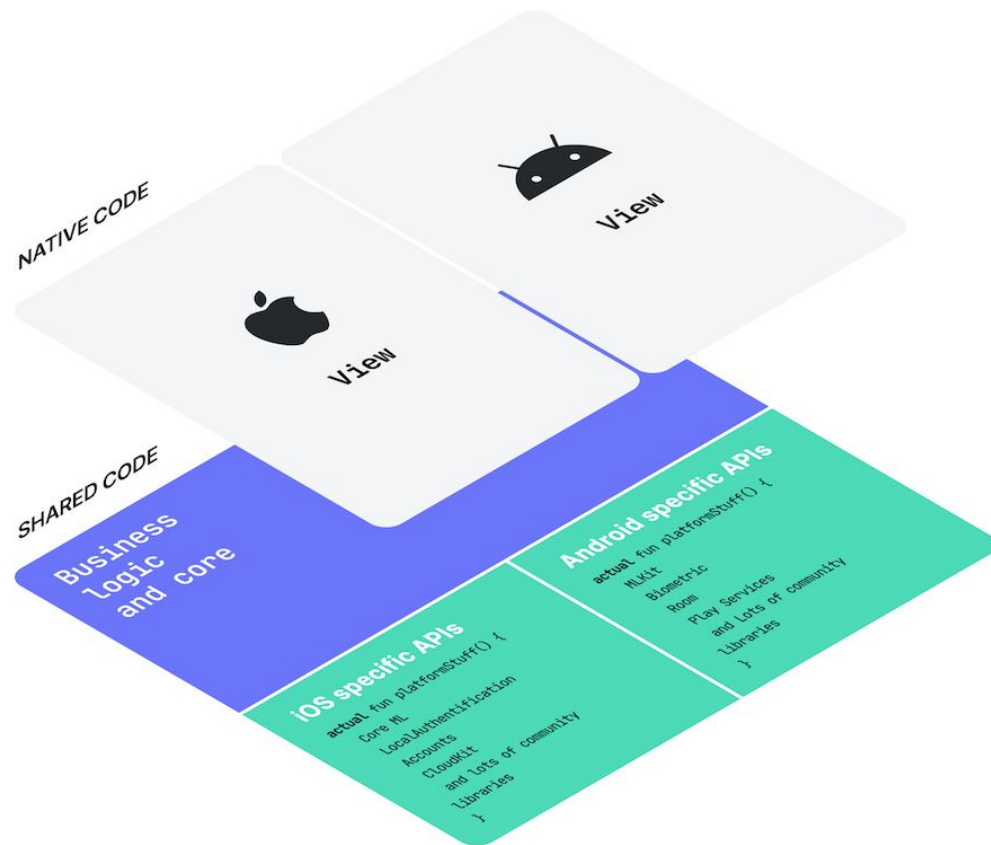 NATIVE CODE
View
View
SHARED CODE
Business
logic
and core
iOS specific APIs
actual fun platformStuff() {
Core ML
LocalAuthentification
Accounts
CloudKit
and lots of community
libraries
}
Android specific APIs
actual fun platformStuff() {
MLKit
Biometric
Room
Play Services
and Lots of community
libraries
}